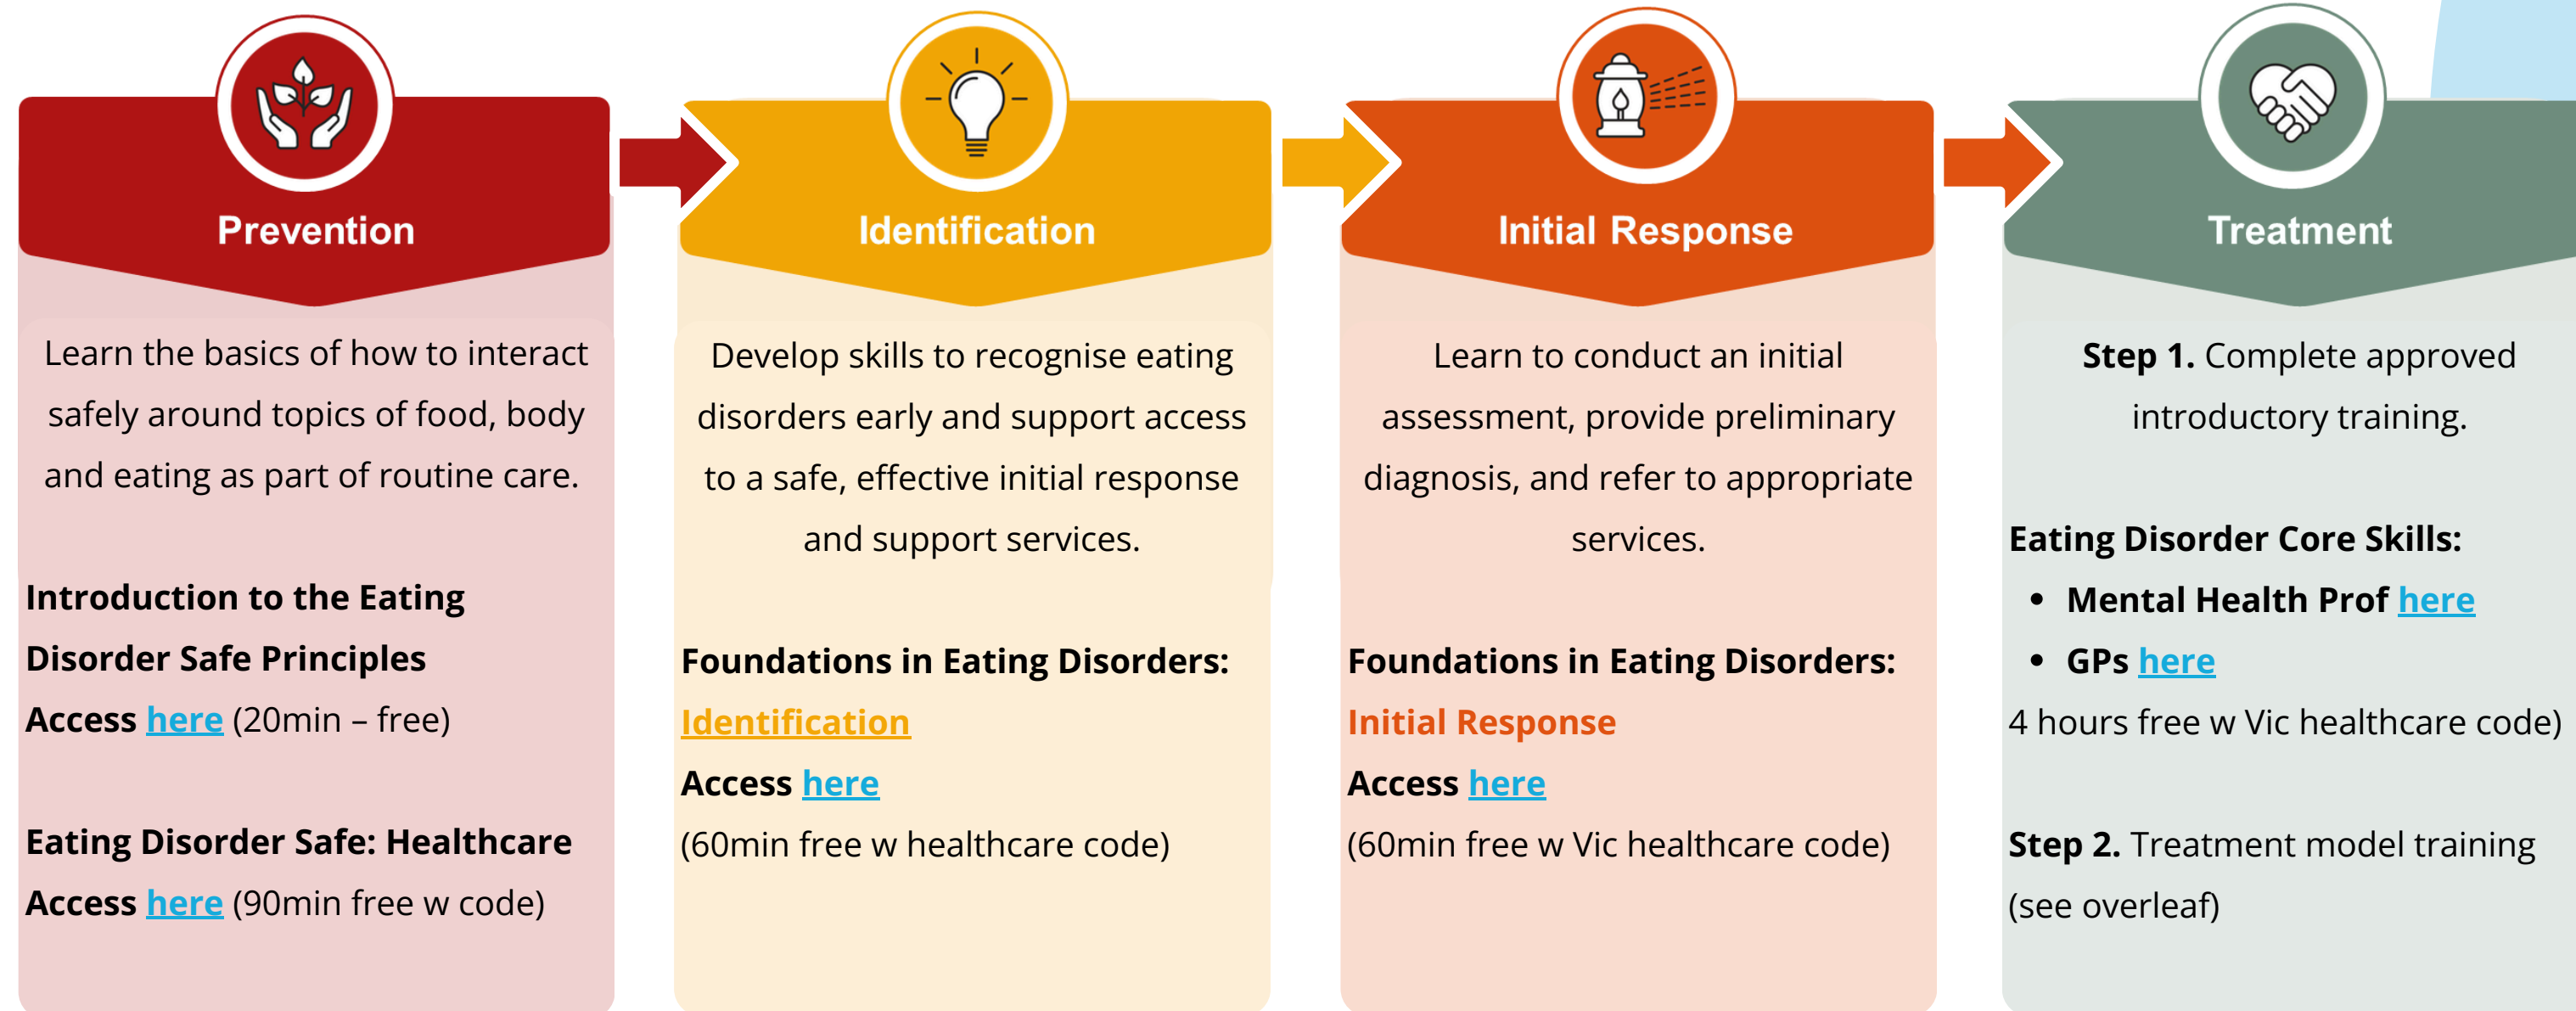 Prevention
Learn the basics of how to interact
safely around topics of food, body
and eating as part of routine care.
Introduction to the Eating
Disorder Safe Principles
Access here (20min – free)
Eating Disorder Safe: Healthcare
Access here (90min free w code)
Identification
Develop skills to recognise eating
disorders early and support access
to a safe, effective initial response
and support services.
Foundations in Eating Disorders:
Identification
Access here
(60min free w healthcare code)
Initial Response
Learn to conduct an initial
assessment, provide preliminary
diagnosis, and refer to appropriate
services.
Foundations in Eating Disorders:
Initial Response
Access here
(60min free w Vic healthcare code)
Treatment
Step 1. Complete approved
introductory training.
Eating Disorder Core Skills:
• Mental Health Prof here
• GPs here
4 hours free w Vic healthcare code)
Step 2. Treatment model training
(see overleaf)